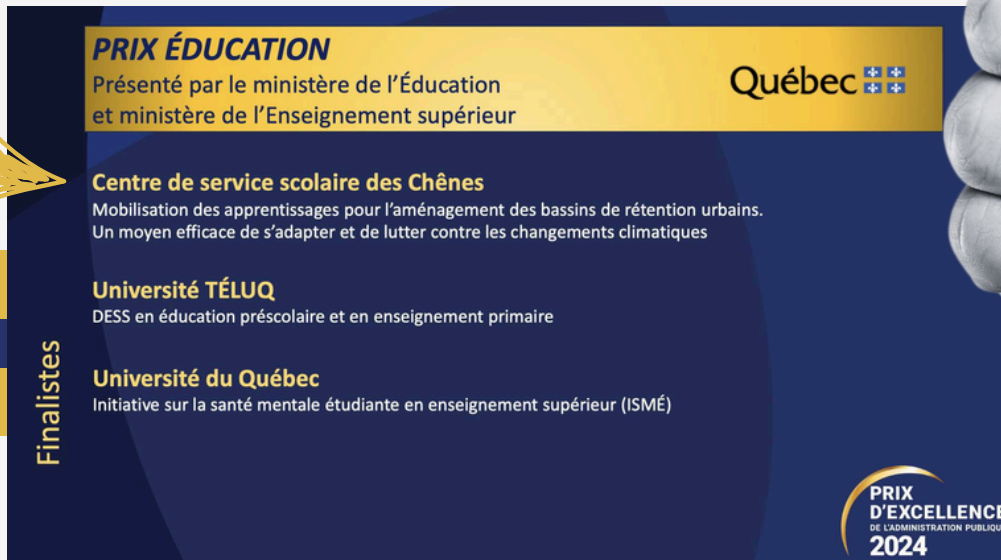 PRIX ÉDUCATION
Présenté par le ministère de l'Éducation
et ministère de l'Enseignement supérieur
Québec
Centre de service scolaire des Chênes
Mobilisation des apprentissages pour l'aménagement des bassins de rétention urbains.
Un moyen efficace de s'adapter et de lutter contre les changements climatiques
Université TÉLUQ
DESS en éducation préscolaire et en enseignement primaire
Université du Québec
Initiative sur la santé mentale étudiante en enseignement supérieur (ISMÉ)
Finalistes
PRIX
D'EXCELLENCE
DE L'ADMINISTRATION PUBLIQUE
2024